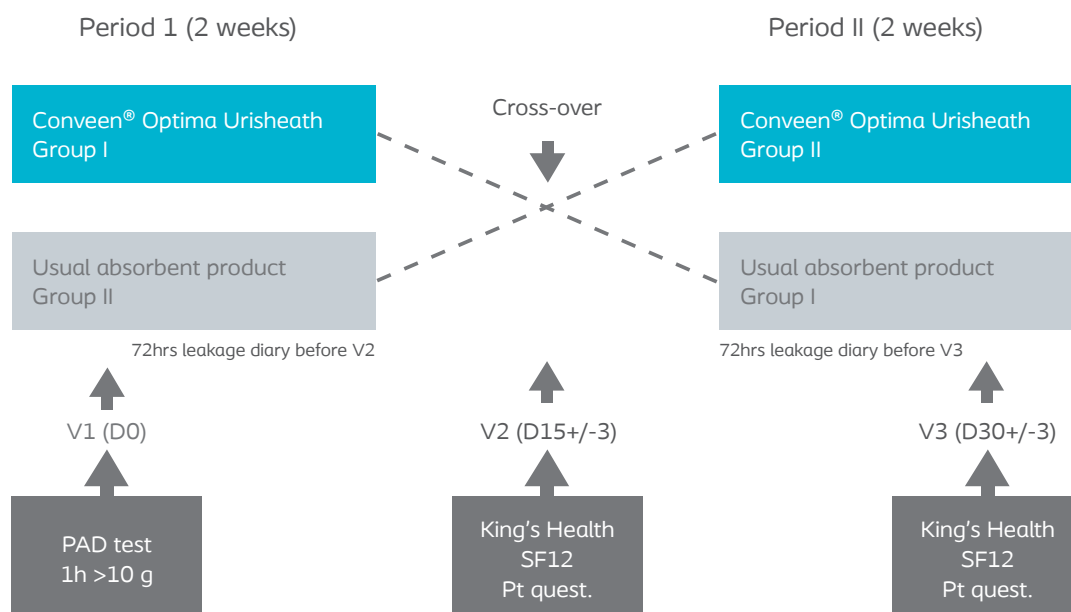 Period 1 (2 weeks)
Period II (2 weeks)
Conveen® Optima Urisheath
Group I
Cross-over
Conveen® Optima Urisheath
Group II
Usual absorbent product
Group II
Usual absorbent product
Group I
72hrs leakage diary before V2
72hrs leakage diary before V3
V1 (D0)
V2 (D15+/-3)
V3 (D30+/-3)
PAD test
1h >10 g
King's Health
SF12
Pt quest.
King's Health
SF12
Pt quest.